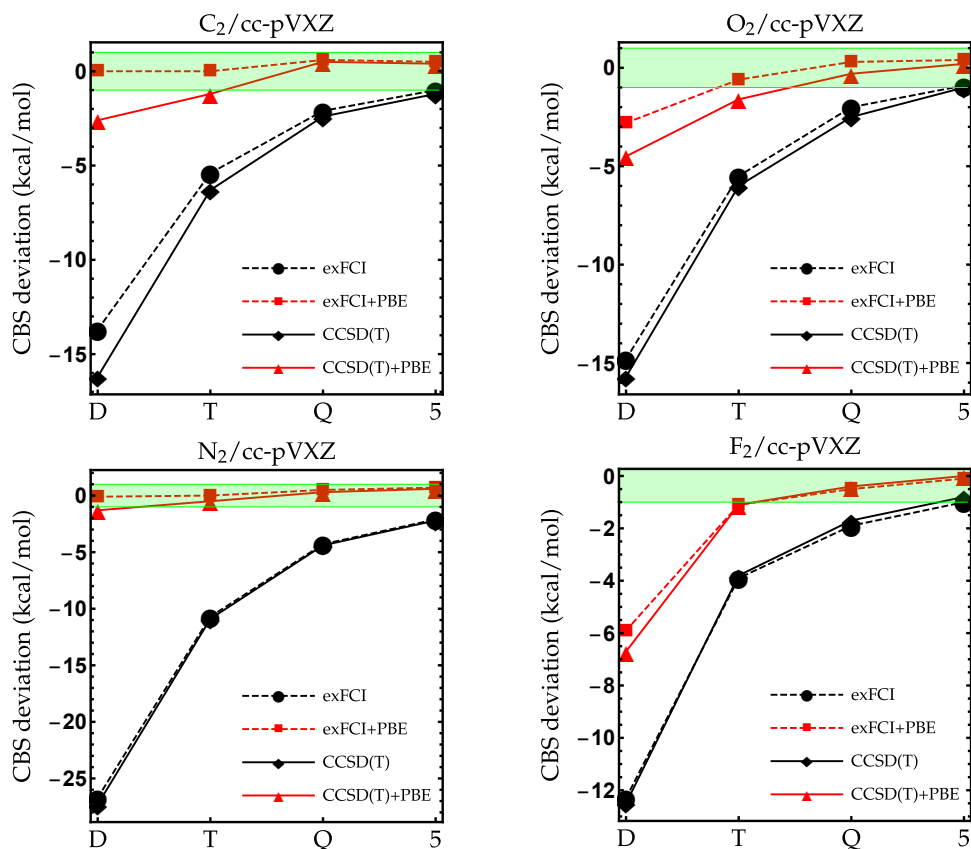 C₂/cc-pVXZ
CBS deviation (kcal/mol)
0
−5
−10
−15
exFCI
exFCI+PBE
CCSD(T)
CCSD(T)+PBE
D T Q 5
O₂/cc-pVXZ
CBS deviation (kcal/mol)
0
−5
−10
−15
exFCI
exFCI+PBE
CCSD(T)
CCSD(T)+PBE
D T Q 5
N₂/cc-pVXZ
CBS deviation (kcal/mol)
0
−5
−10
−15
−20
−25
exFCI
exFCI+PBE
CCSD(T)
CCSD(T)+PBE
D T Q 5
F₂/cc-pVXZ
CBS deviation (kcal/mol)
0
−2
−4
−6
−8
−10
−12
exFCI
exFCI+PBE
CCSD(T)
CCSD(T)+PBE
D T Q 5